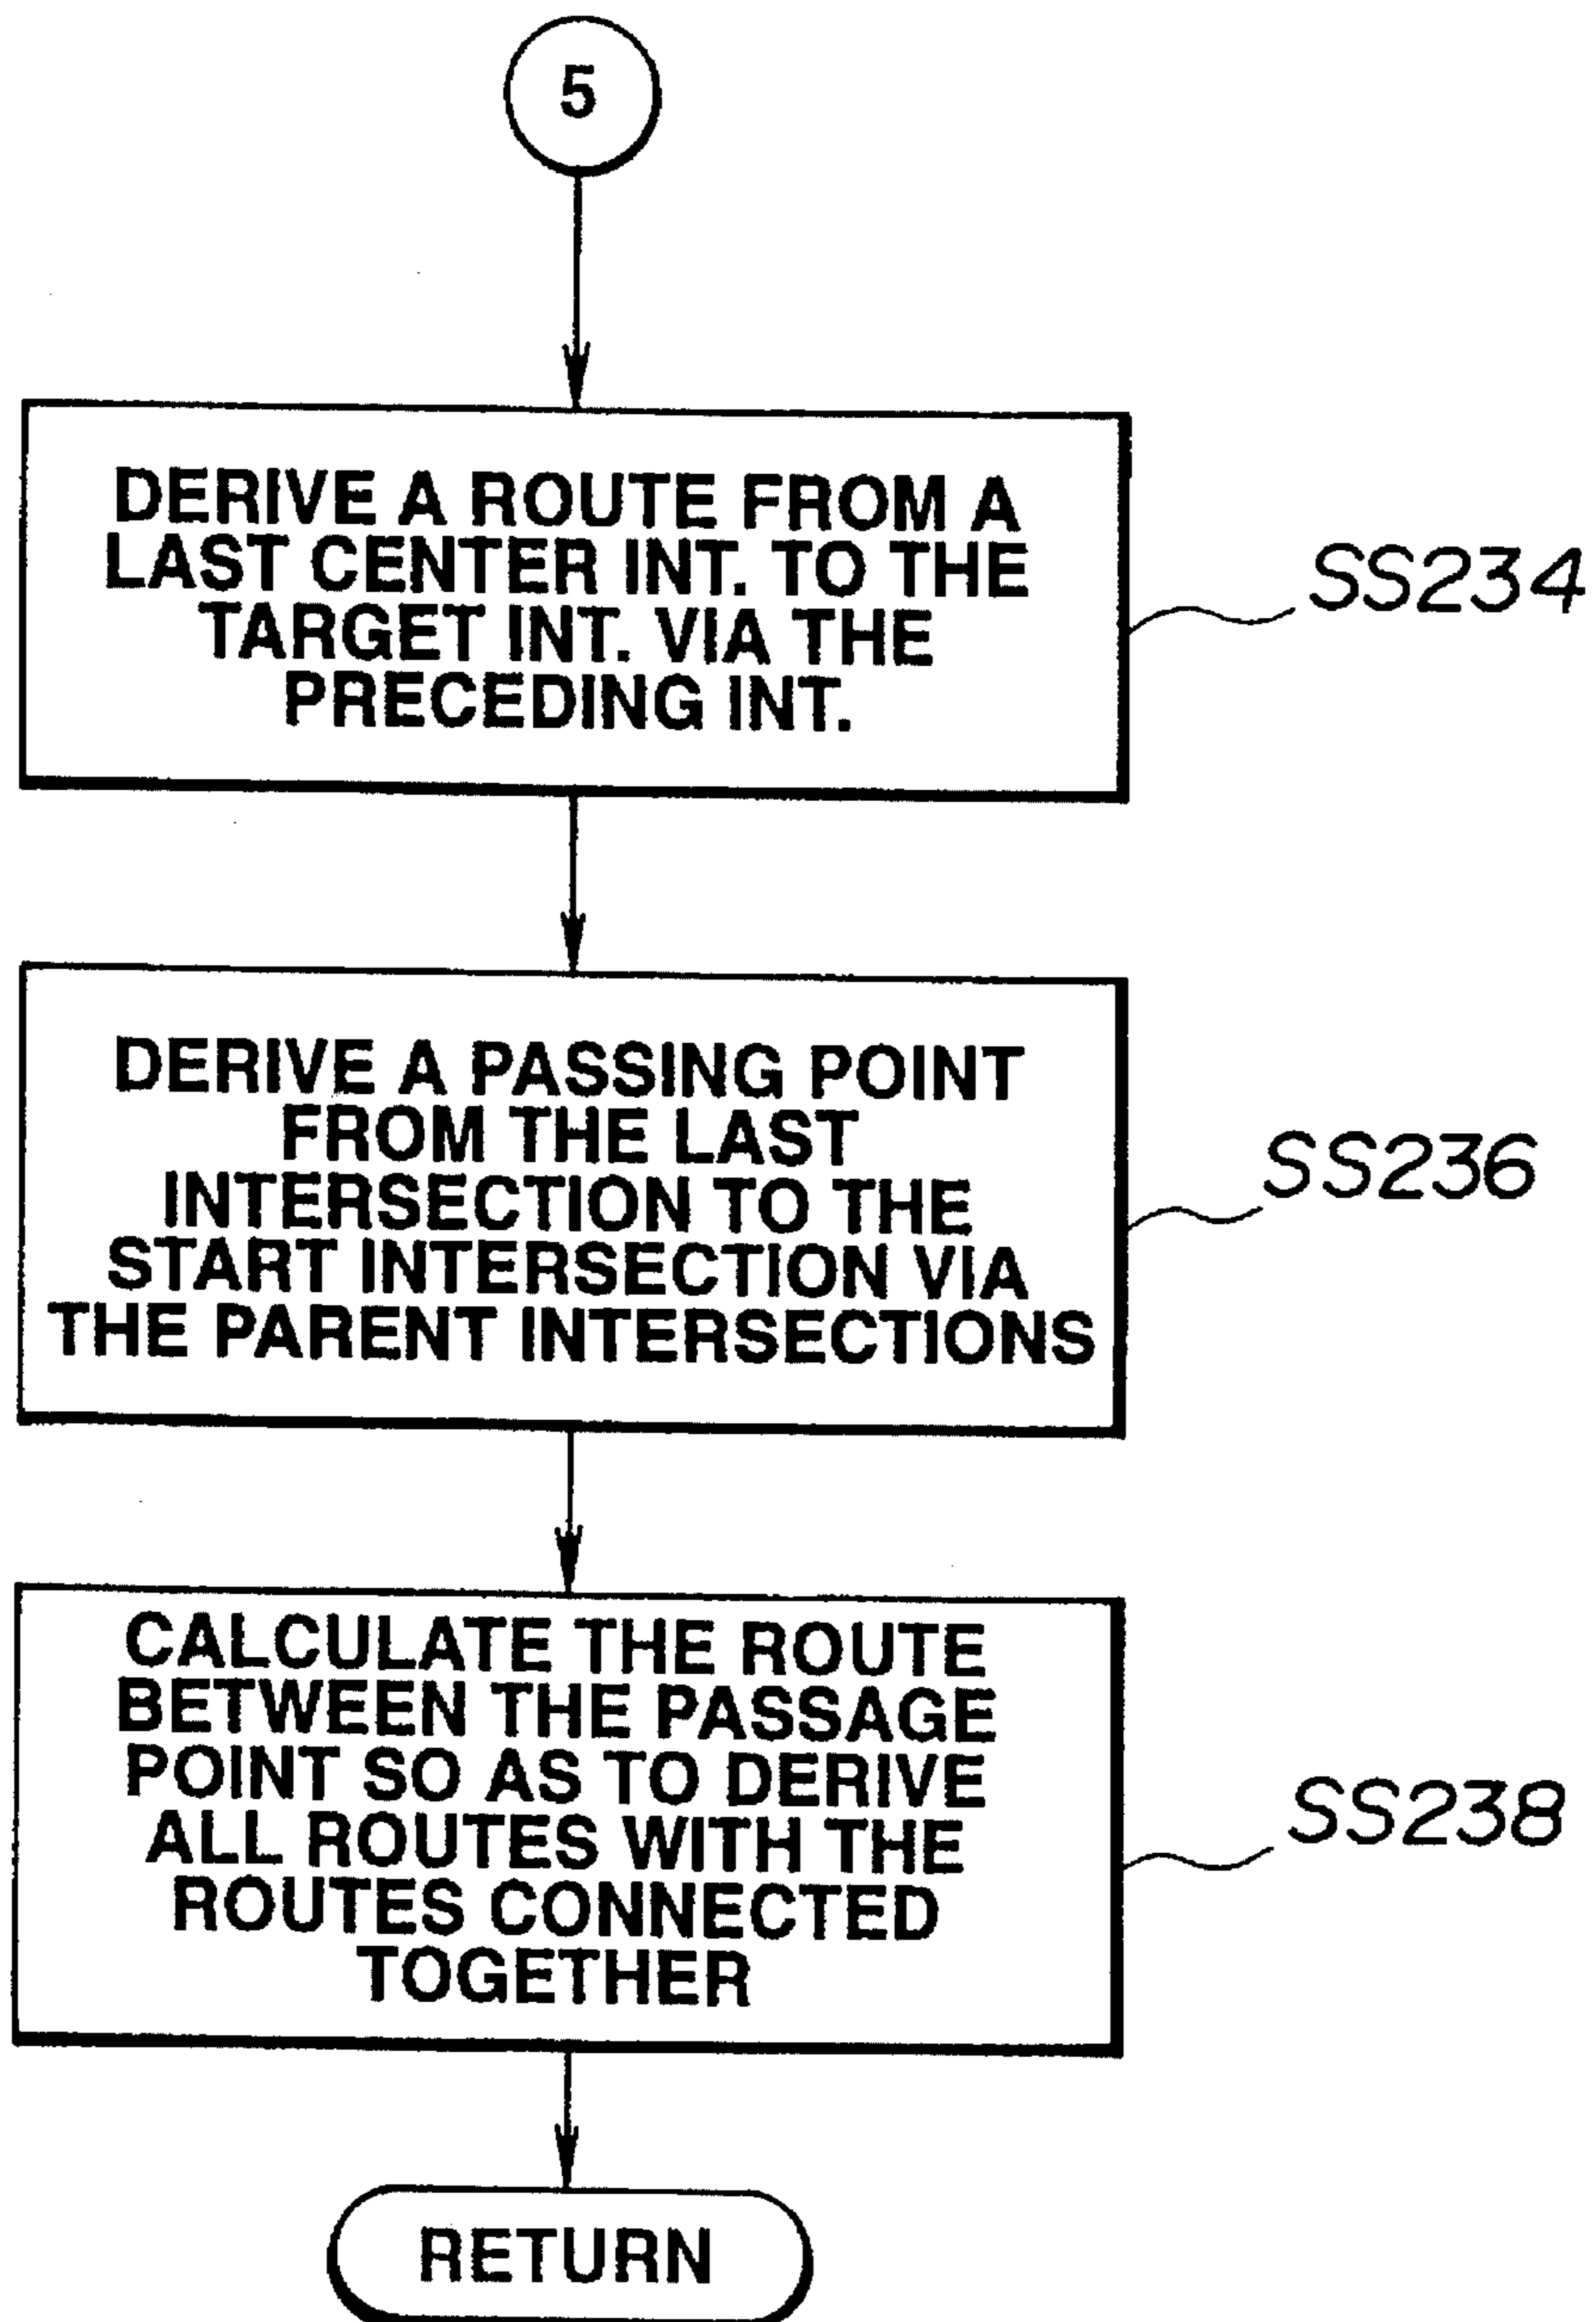 5
DERIVE A ROUTE FROM A
LAST CENTER INT. TO THE
TARGET INT. VIA THE
PRECEDING INT.
SS234
DERIVE A PASSING POINT
FROM THE LAST
INTERSECTION TO THE
START INTERSECTION VIA
THE PARENT INTERSECTIONS
SS236
CALCULATE THE ROUTE
BETWEEN THE PASSAGE
POINT SO AS TO DERIVE
ALL ROUTES WITH THE
ROUTES CONNECTED
TOGETHER
SS238
RETURN